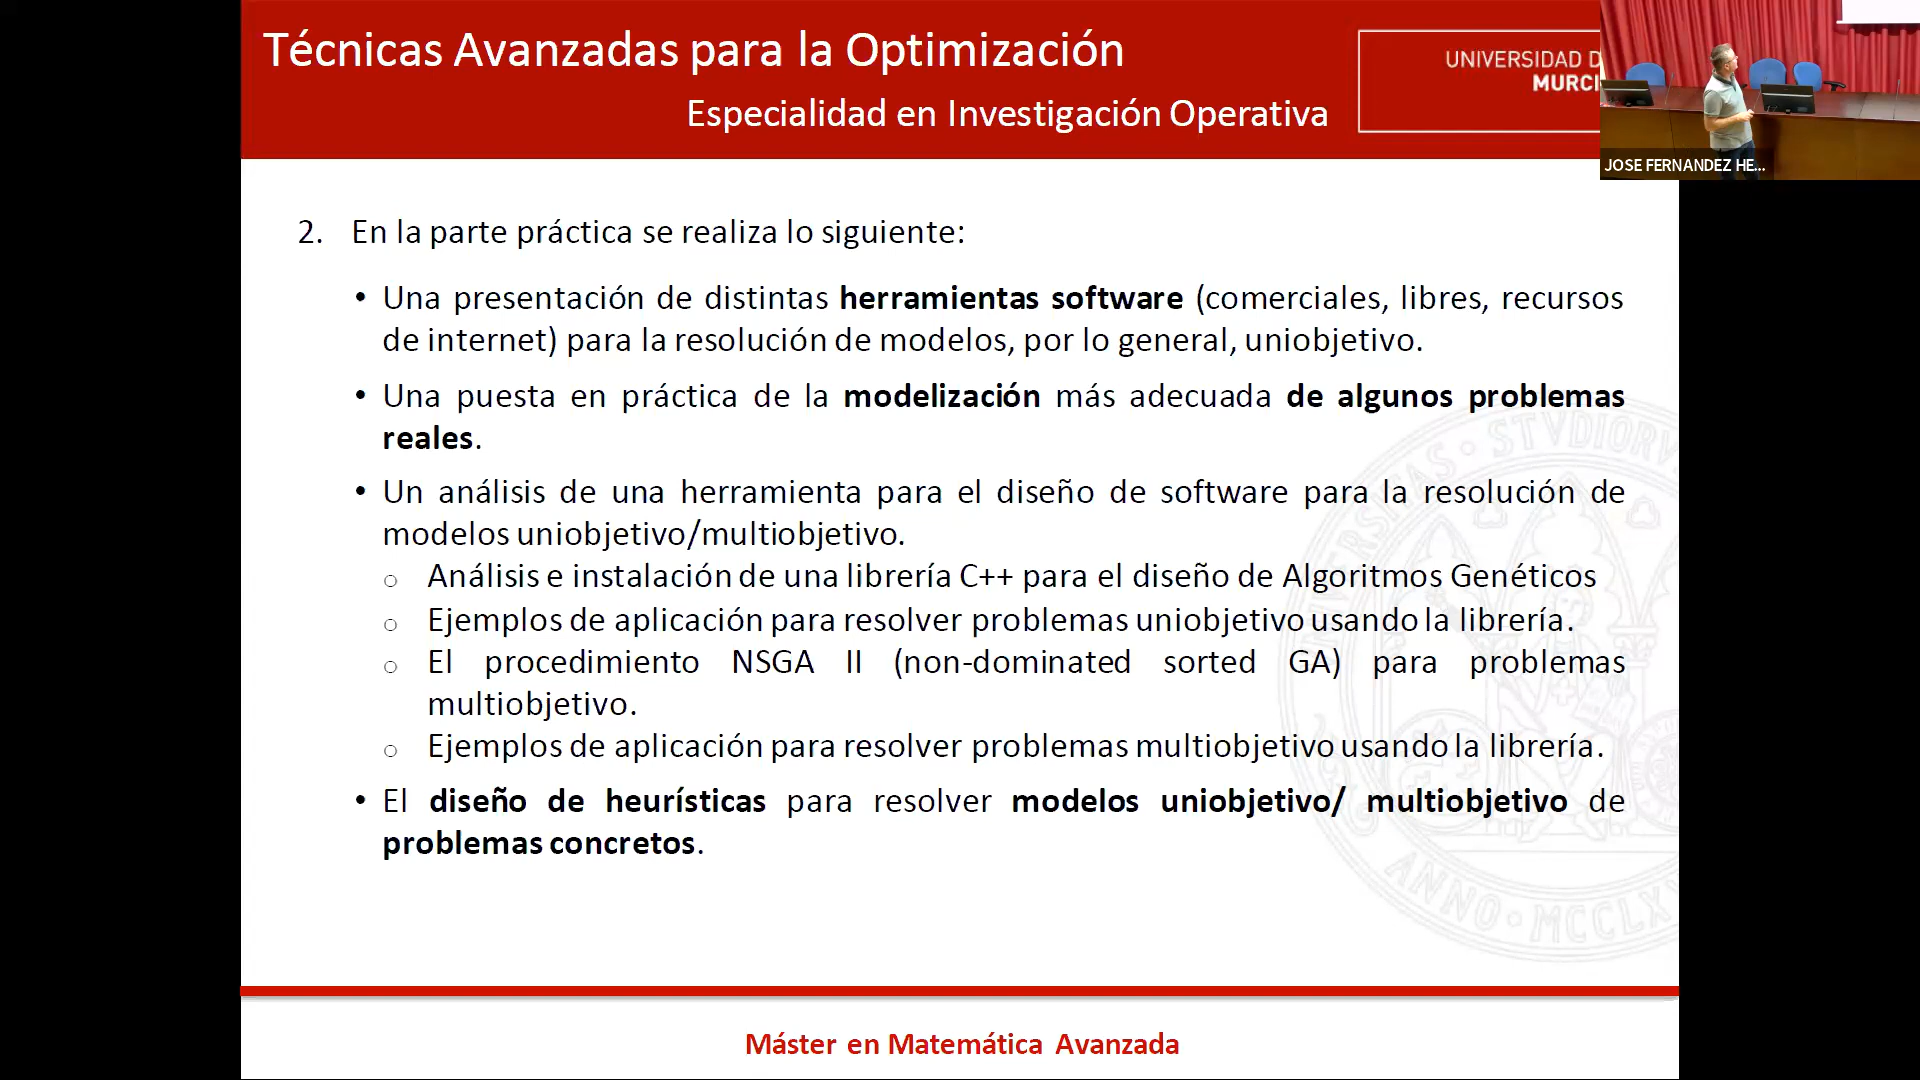 Técnicas Avanzadas para la Optimización
Especialidad en Investigación Operativa
UNIVERSIDAD D
MURCI
JOSE FERNANDEZ HE...
2. En la parte práctica se realiza lo siguiente:
• Una presentación de distintas herramientas software (comerciales, libres, recursos
de internet) para la resolución de modelos, por lo general, uniobjetivo.
• Una puesta en práctica de la modelización más adecuada de algunos problemas
reales.
• Un análisis de una herramienta para el diseño de software para la resolución de
modelos uniobjetivo/multiobjetivo.
o Análisis e instalación de una librería C++ para el diseño de Algoritmos Genéticos
o Ejemplos de aplicación para resolver problemas uniobjetivo usando la librería.
o El procedimiento NSGA II (non-dominated sorted GA) para problemas
multiobjetivo.
o Ejemplos de aplicación para resolver problemas multiobjetivo usando la librería.
• El diseño de heurísticas para resolver modelos uniobjetivo/ multiobjetivo de
problemas concretos.
ANNO · MCCLX
Máster en Matemática Avanzada